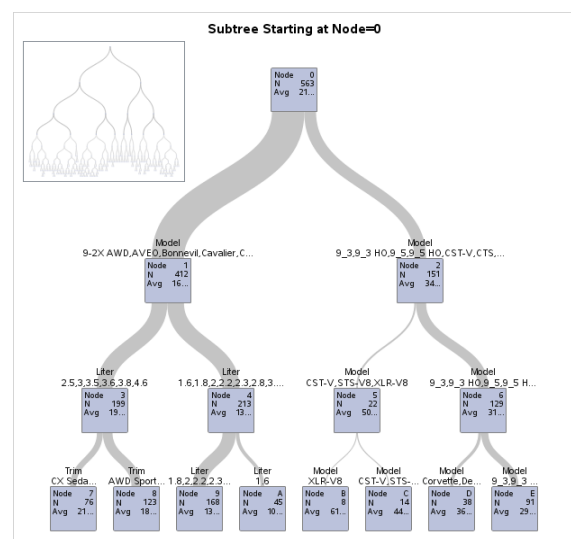 Subtree Starting at Node=0
Node 0
N 563
Avg 21...
Model
9-2X AWD,AVEO,Bonnevil,Cavalier,C...
Node 1
N 412
Avg 16...
Model
9_3,9_3 HO,9_5,9_5 HO,CST-V,CTS,...
Node 2
N 151
Avg 34...
Liter
2.5,3,3.5,3.6,3.8,4.6
Node 3
N 199
Avg 19...
Liter
1.6,1.8,2,2.2,2.3,2.8,3....
Node 4
N 213
Avg 13...
Model
CST-V,STS-V8,XLR-V8
Node 5
N 22
Avg 50...
Model
9_3,9_3 HO,9_5,9_5 H...
Node 6
N 129
Avg 31...
Trim
CX Seda...
Node 7
N 76
Avg 21...
Trim
AWD Sport...
Node 8
N 123
Avg 18...
Liter
1.8,2,2.2,2.3...
Node 9
N 168
Avg 13...
Liter
1.6
Node A
N 45
Avg 10...
Model
XLR-V8
Node B
N 8
Avg 61...
Model
CST-V,STS-...
Node C
N 14
Avg 44...
Model
Corvette,De...
Node D
N 38
Avg 36...
Model
9_3,9_3 ...
Node E
N 91
Avg 29...